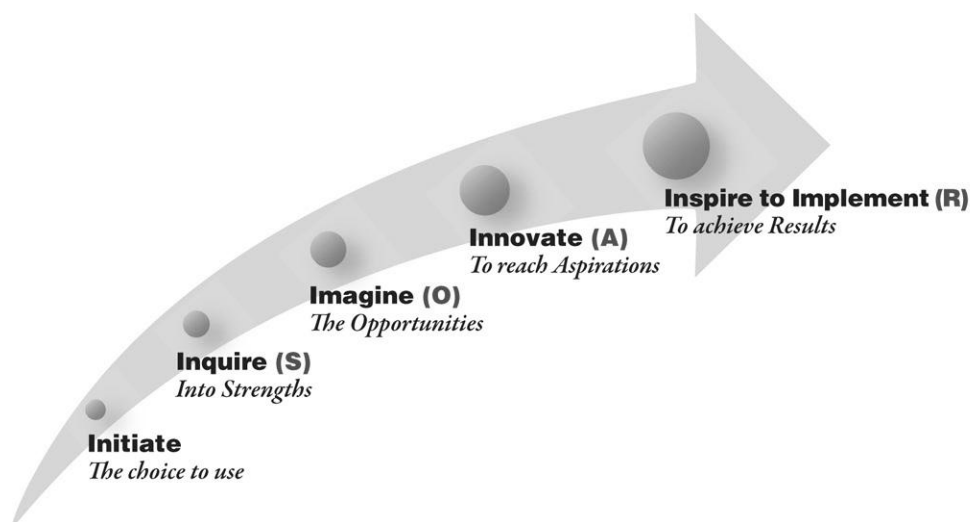 Inspire to Implement (R)
To achieve Results
Innovate (A)
To reach Aspirations
Imagine (O)
The Opportunities
Inquire (S)
Into Strengths
Initiate
The choice to use